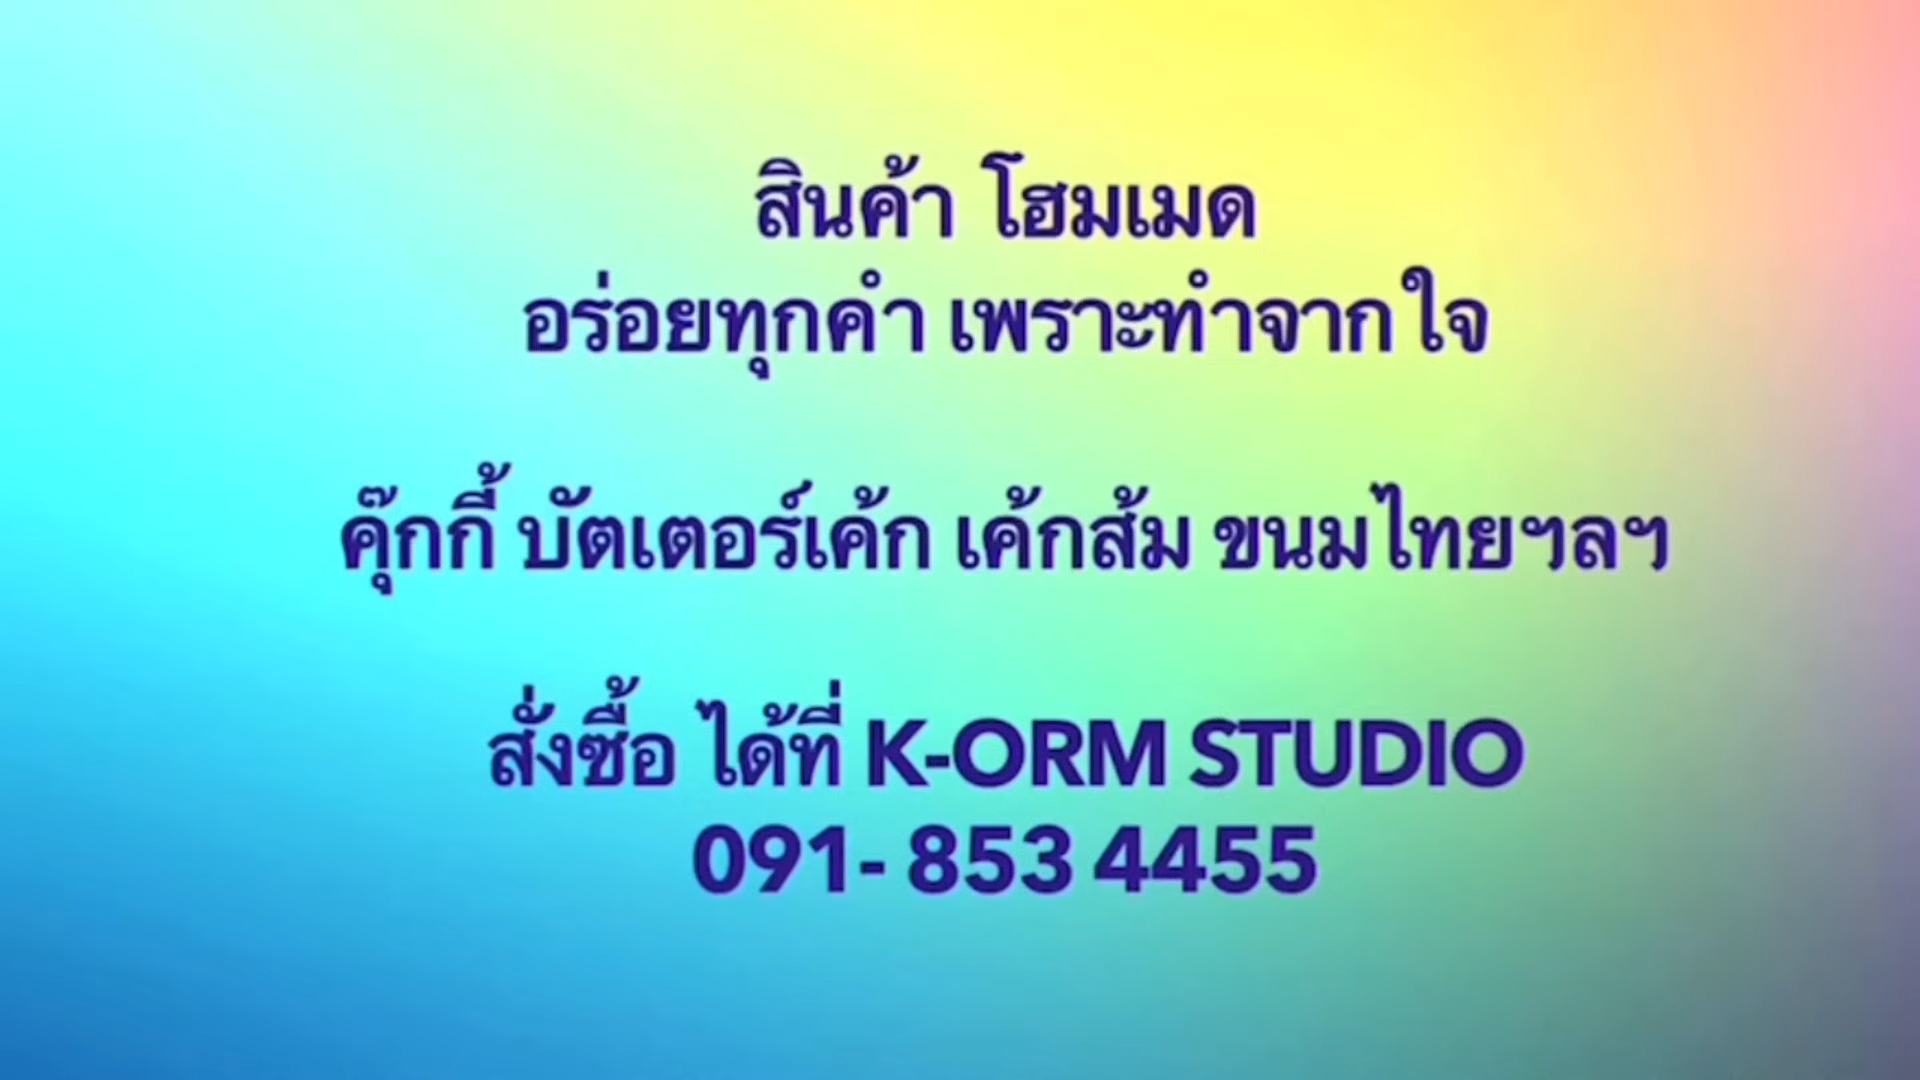 สินค้า โฮมเมด
อร่อยทุกคำ เพราะทำจากใจ
คุ๊กกี้ บัตเตอร์เค้ก เค้กส้ม ขนมไทยฯลฯ
สั่งซื้อ ได้ที่ K-ORM STUDIO
091- 853 4455